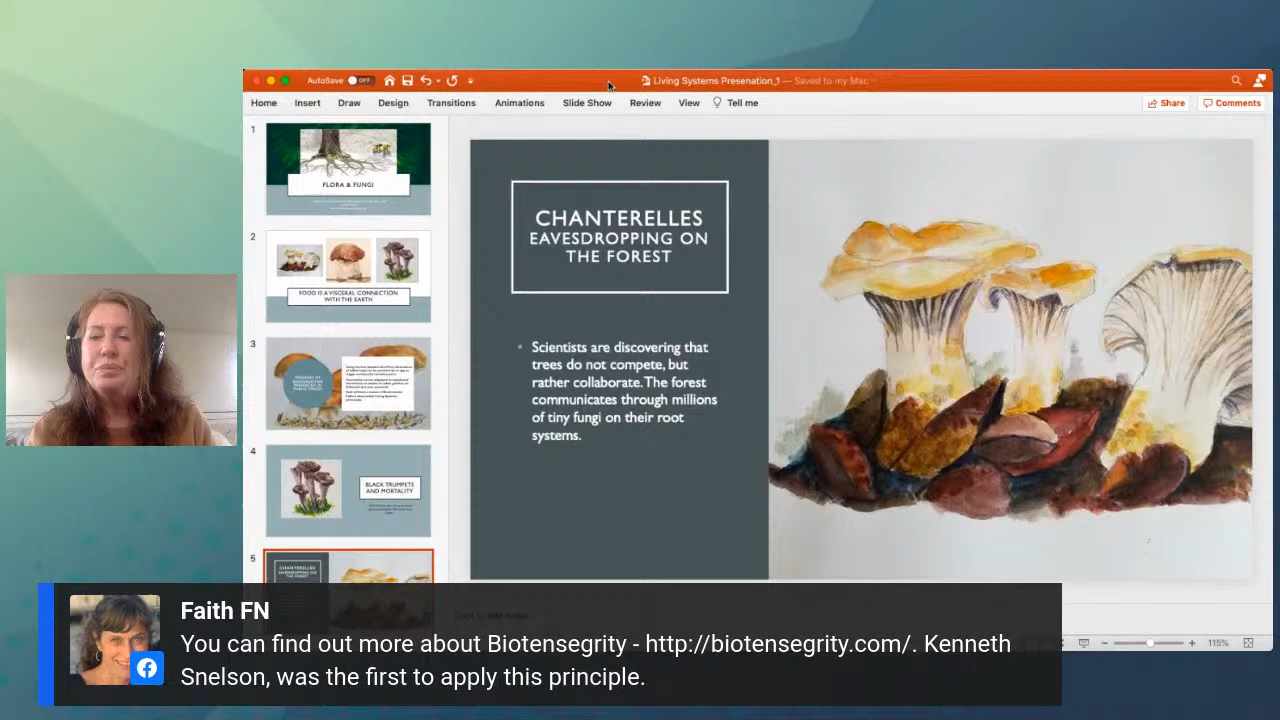 AutoSave OFF
Living Systems Presenation_1 — Saved to my Mac
Home Insert Draw Design Transitions Animations Slide Show Review View Tell me Share Comments
1
FLORA & FUNGI
2
FOOD IS A VISCERAL CONNECTION
WITH THE EARTH
3
4
BLACK TRUMPETS
AND MORTALITY
5
CHANTERELLES
EAVESDROPPING ON
THE FOREST
CHANTERELLES
EAVESDROPPING ON
THE FOREST
• Scientists are discovering that
trees do not compete, but
rather collaborate. The forest
communicates through millions
of tiny fungi on their root
systems.
Click to add notes
115%
Faith FN
You can find out more about Biotensegrity - http://biotensegrity.com/. Kenneth
Snelson, was the first to apply this principle.